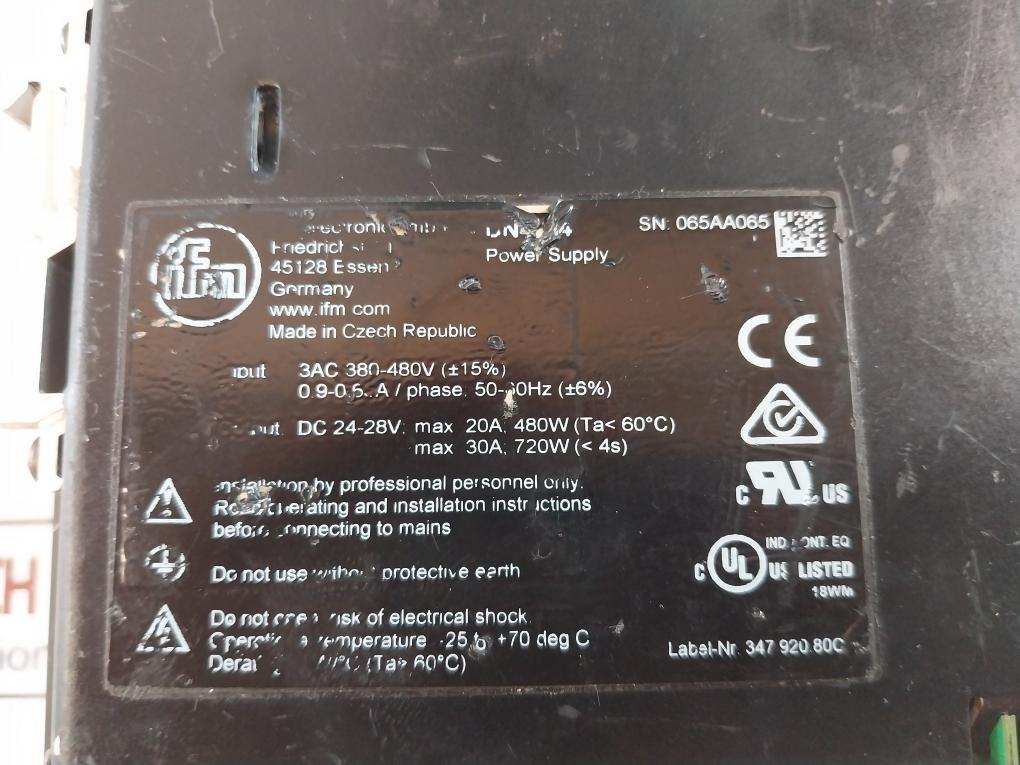 ifm
Friedrich
45128 Essen
Germany
www.ifm.com
Made in Czech Republic
Power Supply
SN: 065AA065
3AC 380-480V (±15%)
A / phase, (±6%)
DC 24-28V: max. 20A, 480W (Ta< 60°C)
max. 30A, 720W (< 4s)
by professional personnel only.
and installation instructions
connecting to mains
Do not use protective earth
Do not risk of electrical shock.
temperature -25 +70 deg C
(Ta> 60°C)
CE
c RU US
c UL US LISTED
EQ
18WM
Label-Nr. 347.920.80C